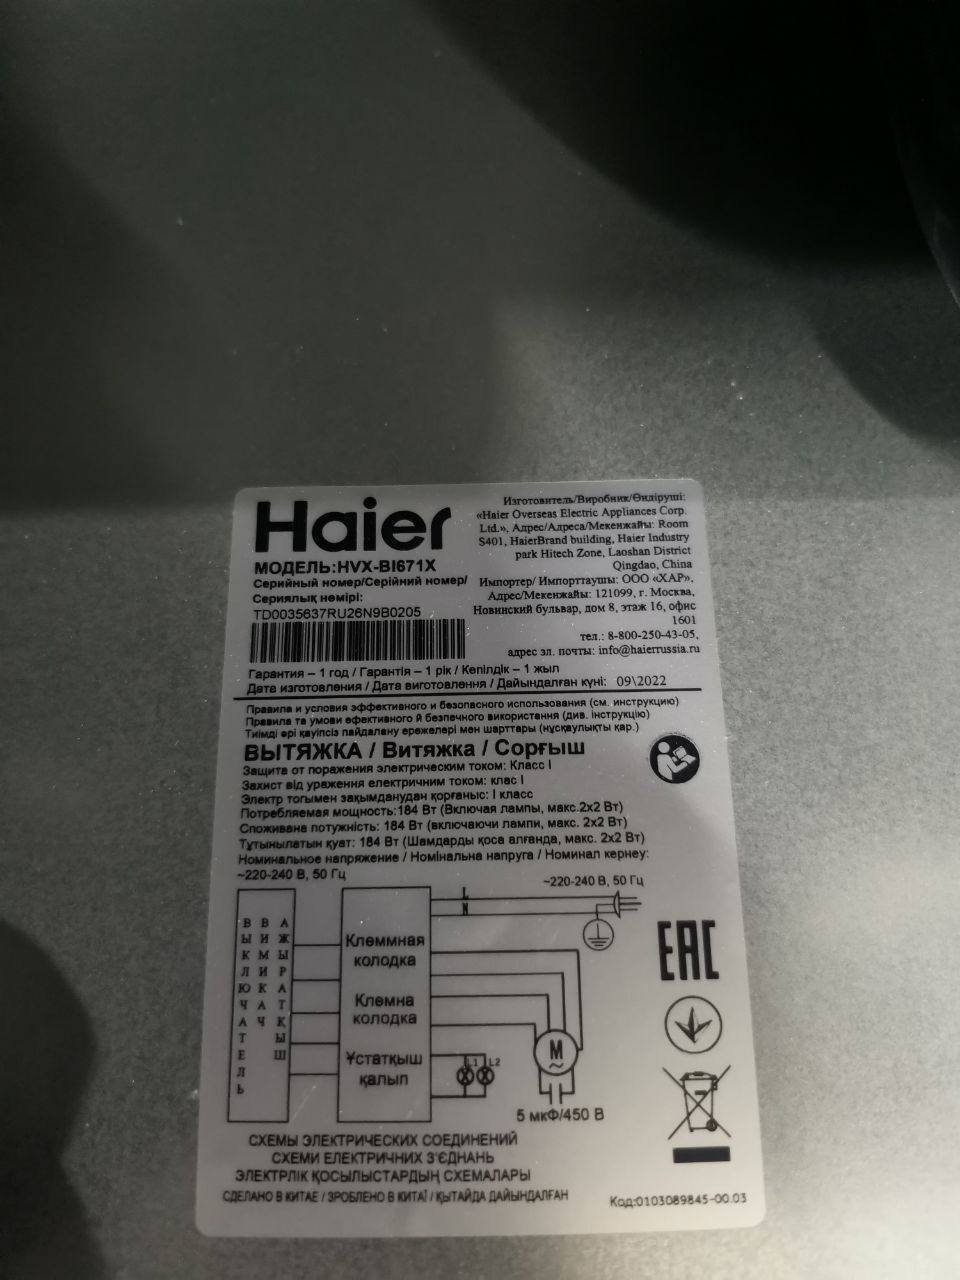 Haier
МОДЕЛЬ:HVX-BI671X
Серийный номер/Серійний номер/
Сериялық нөмірі:
TD0035637RU26N9B0205
Изготовитель/Виробник/Өндіруші:
«Haier Overseas Electric Appliances Corp.
Ltd.», Адрес/Адреса/Мекенжайы: Room
S401, HaierBrand building, Haier Industry
park Hitech Zone, Laoshan District
Qingdao, China
Импортер/ Импорттаушы: ООО «ХАР»,
Адрес/Мекенжайы: 121099, г. Москва,
Новинский бульвар, дом 8, этаж 16, офис
1601
тел.: 8-800-250-43-05,
адрес эл. почты: info@haierrussia.ru
Гарантия – 1 год / Гарантія – 1 рік / Кепілдік – 1 жыл
Дата изготовления / Дата виготовлення / Дайындалған күні: 09\2022
Правила и условия эффективного и безопасного использования (см. инструкцию)
Правила та умови ефективного й безпечного використання (див. інструкцію)
Тиімді әрі қауіпсіз пайдалану ережелері мен шарттары (нұсқаулықты қар.)
ВЫТЯЖКА / Витяжка / Сорғыш
Защита от поражения электрическим током: Класс I
Захист від ураження електричним током: клас I
Электр тогымен зақымданудан қорғаныс: I класс
Потребляемая мощность:184 Вт (Включая лампы, макс.2х2 Вт)
Споживана потужність: 184 Вт (включаючи лампи, макс. 2х2 Вт)
Тұтынылатын қуат: 184 Вт (Шамдарды қоса алғанда, макс. 2х2 Вт)
Номинальное напряжение / Номінальна напруга / Номинал кернеу:
~220-240 В, 50 Гц
~220-240 В, 50 Гц
L
N
ВЫКЛЮЧАТЕЛЬ
ВИМИКАЧ
АЖЫРАТҚЫШ
Клеммная
колодка
Клемна
колодка
Ұстатқыш
қалып
L1 L2
M
~
5 мкФ/450 В
EAC
СХЕМЫ ЭЛЕКТРИЧЕСКИХ СОЕДИНЕНИЙ
СХЕМИ ЕЛЕКТРИЧНИХ З'ЄДНАНЬ
ЭЛЕКТРЛІК ҚОСЫЛЫСТАРДЫҢ СХЕМАЛАРЫ
СДЕЛАНО В КИТАЕ / ЗРОБЛЕНО В КИТАЇ / ҚЫТАЙДА ДАЙЫНДАЛҒАН
Код:0103089845-00.03